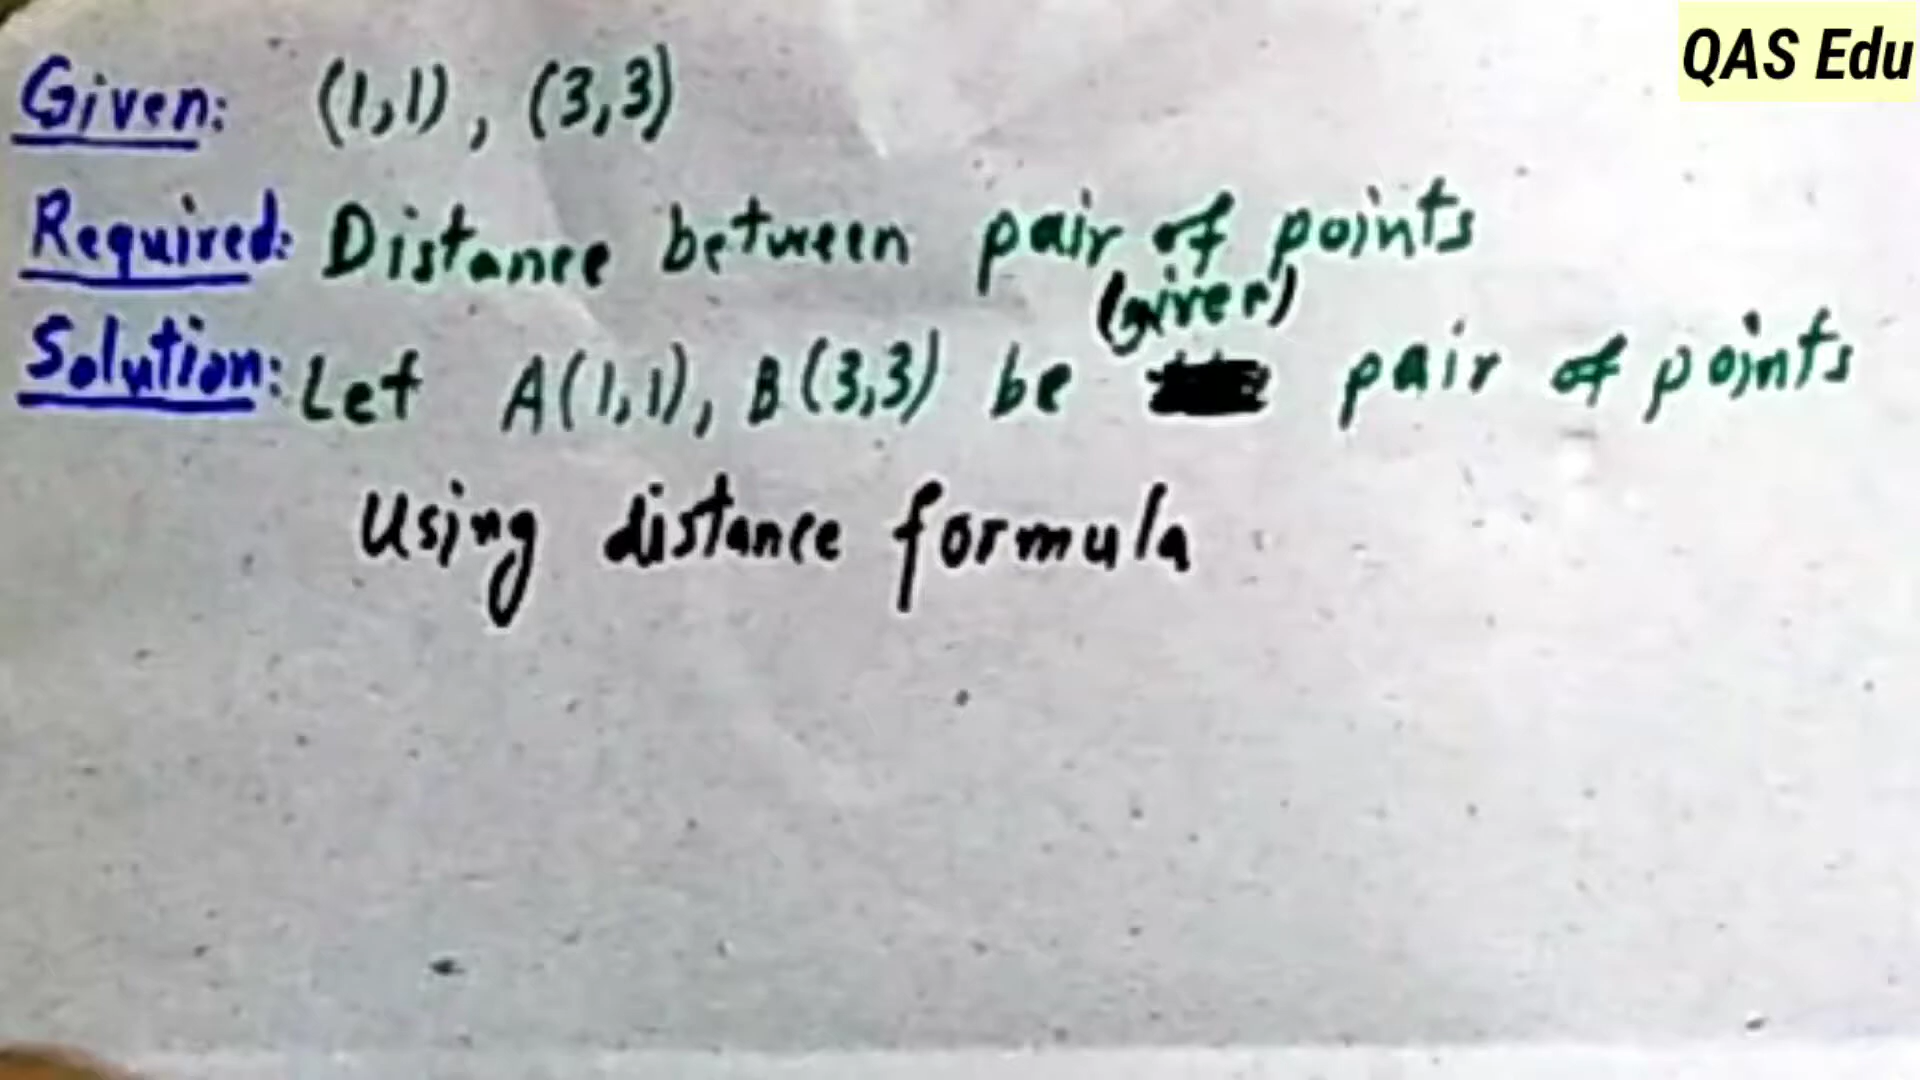 QAS Edu
Given: (1,1), (3,3)
Required: Distance between pair of points
(given)
Solution: Let A(1,1), B(3,3) be pair of points
Using distance formula